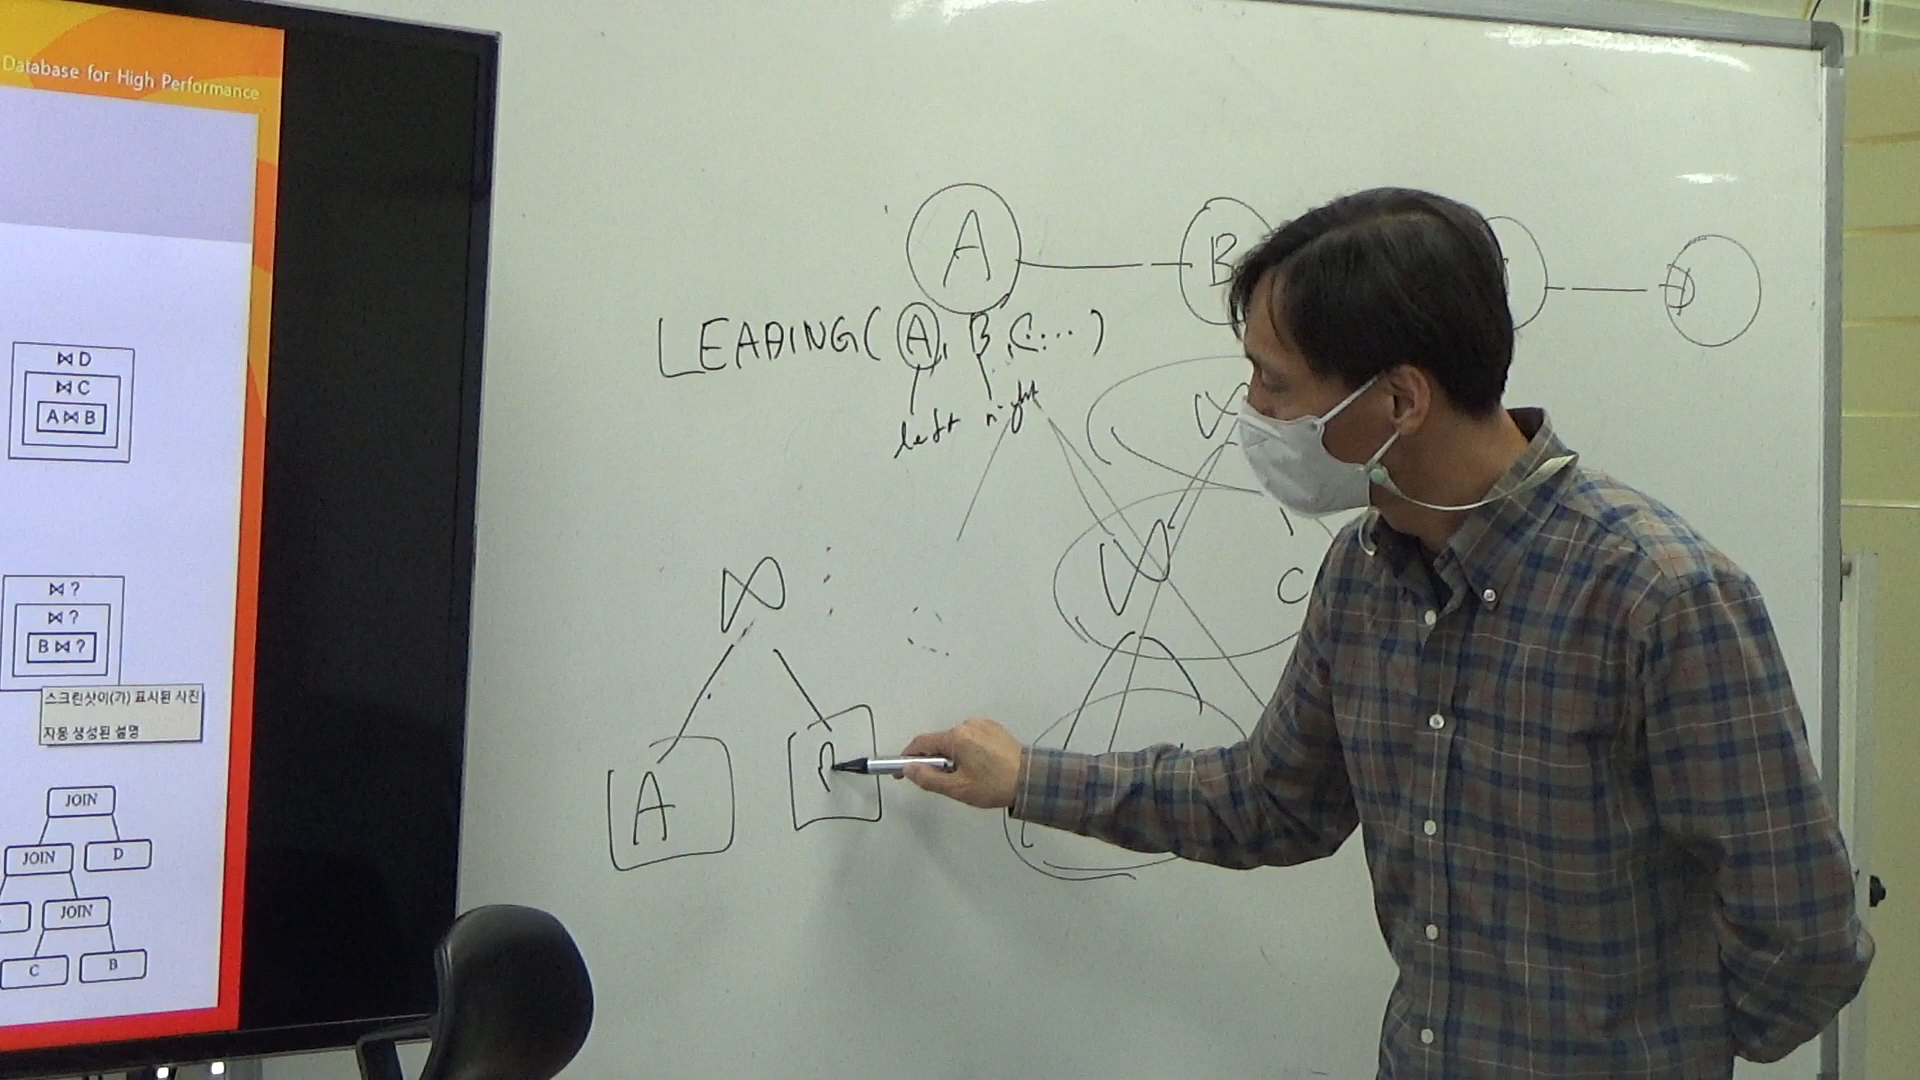 Database for High Performance
⋈ D
⋈ C
A ⋈ B
⋈ ?
⋈ ?
B ⋈ ?
스크린샷이(가) 표시된 사진
자동 생성된 설명
JOIN
JOIN
D
JOIN
C
B
A
B
D
LEADING( A, B, C... )
left right
⋈
⋈
⋈
C
A